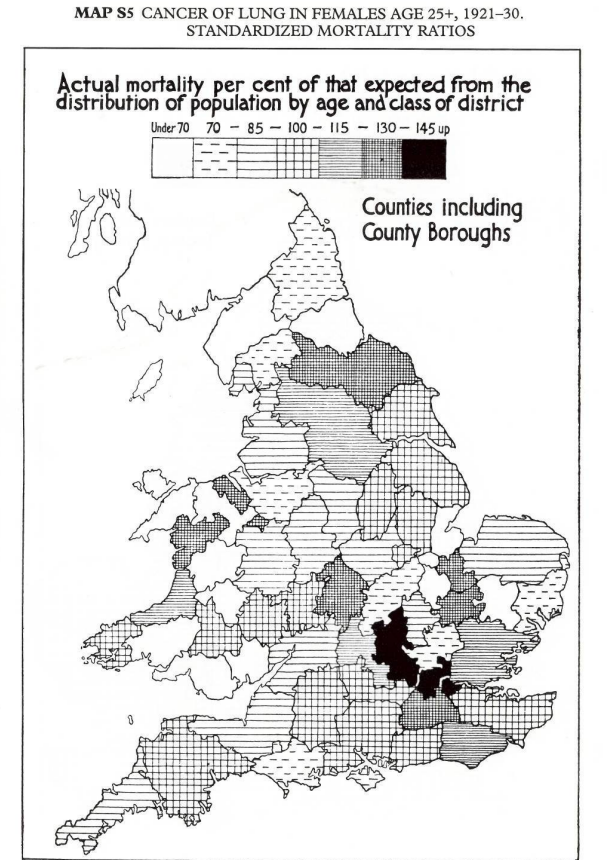 MAP S5 CANCER OF LUNG IN FEMALES AGE 25+, 1921–30.
STANDARDIZED MORTALITY RATIOS
Actual mortality per cent of that expected from the
distribution of population by age and class of district
Under 70 70 – 85 – 100 – 115 – 130 – 145 up
Counties including
County Boroughs